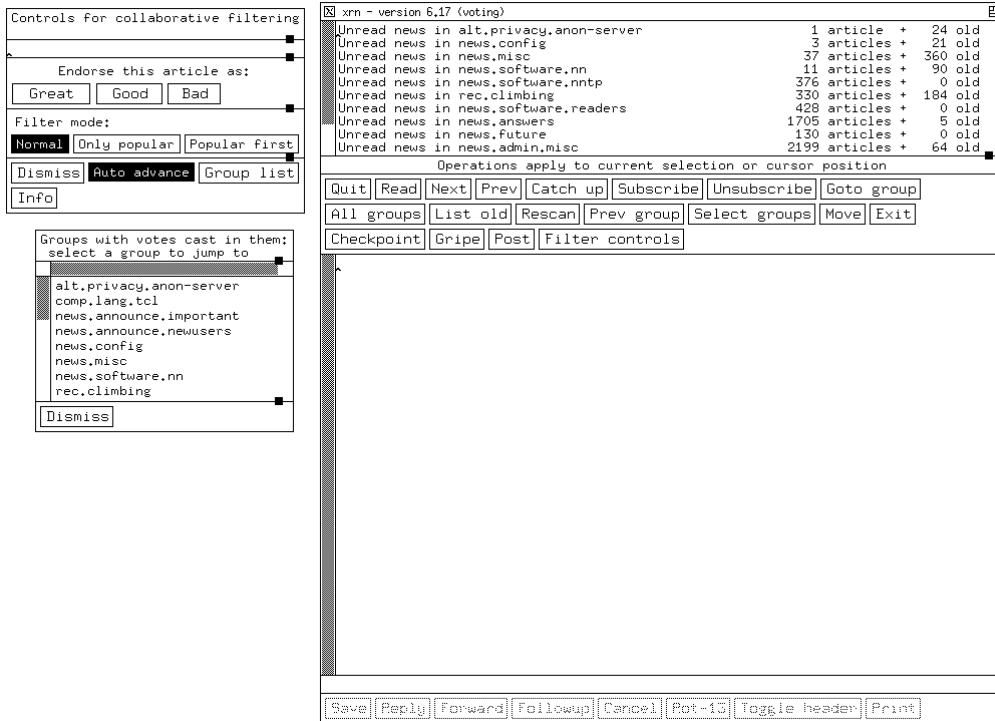 Controls for collaborative filtering
Endorse this article as:
Great Good Bad
Filter mode:
Normal Only popular Popular first
Dismiss Auto advance Group list
Info
Groups with votes cast in them:
select a group to jump to
alt.privacy.anon-server
comp.lang.tcl
news.announce.important
news.announce.newusers
news.config
news.misc
news.software.nn
rec.climbing
Dismiss
xrn - version 6.17 (voting)
Unread news in alt.privacy.anon-server 1 article + 24 old
Unread news in news.config 3 articles + 21 old
Unread news in news.misc 37 articles + 360 old
Unread news in news.software.nn 11 articles + 90 old
Unread news in news.software.nntp 376 articles + 0 old
Unread news in rec.climbing 330 articles + 184 old
Unread news in news.software.readers 428 articles + 0 old
Unread news in news.answers 1705 articles + 5 old
Unread news in news.future 130 articles + 0 old
Unread news in news.admin.misc 2199 articles + 64 old
Operations apply to current selection or cursor position
Quit Read Next Prev Catch up Subscribe Unsubscribe Goto group
All groups List old Rescan Prev group Select groups Move Exit
Checkpoint Gripe Post Filter controls
Save Reply Forward Followup Cancel Rot-13 Toggle header Print